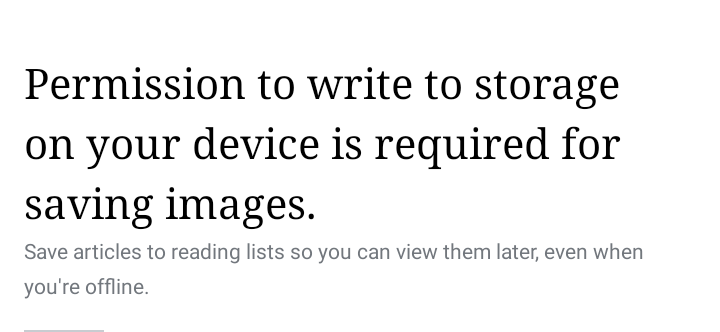 Permission to write to storage
on your device is required for
saving images.
Save articles to reading lists so you can view them later, even when
you're offline.